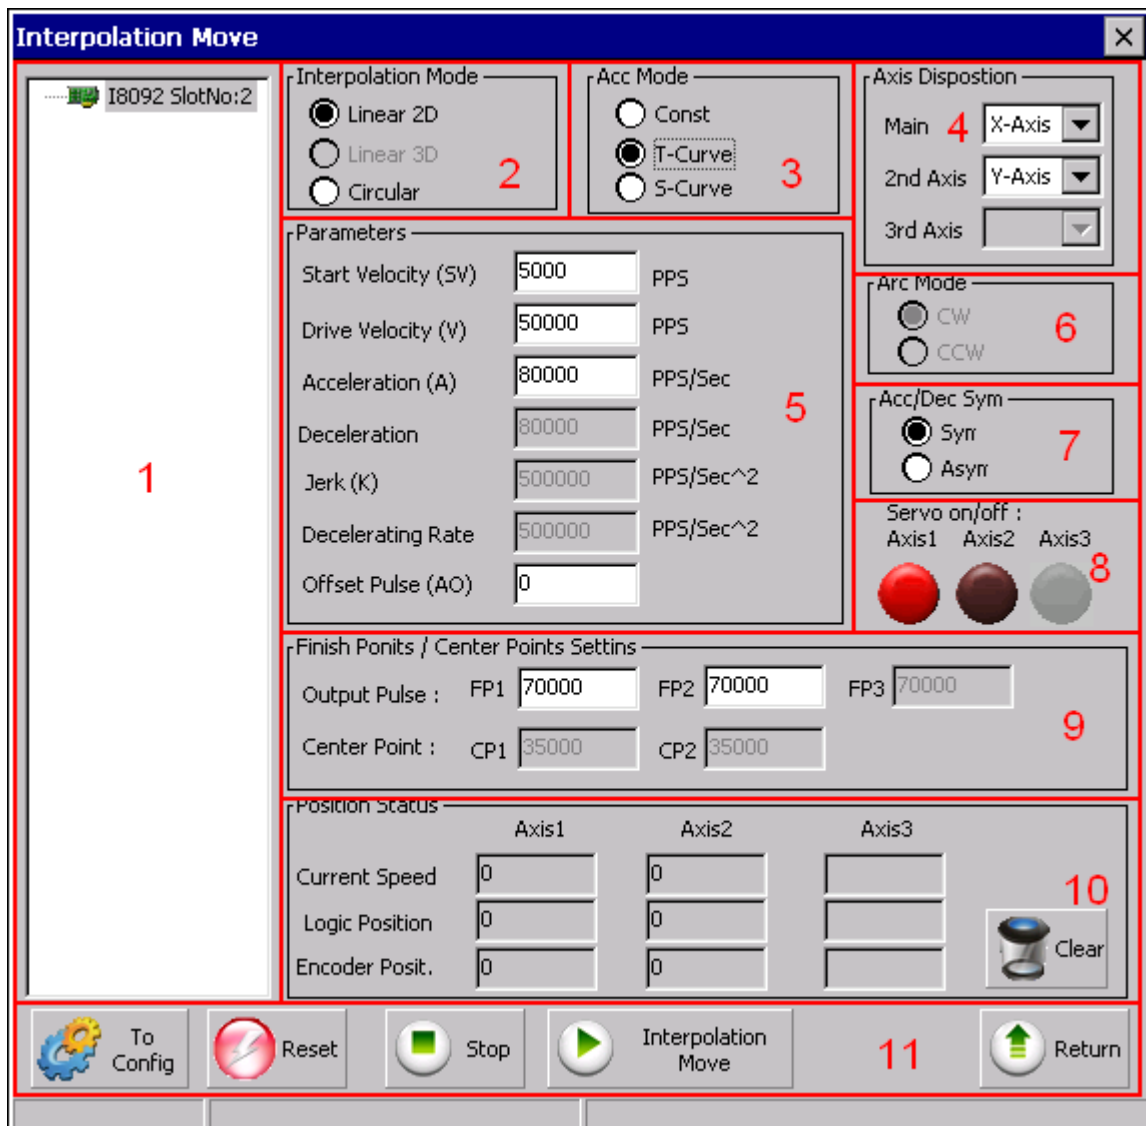 Interpolation Move
I8092 SlotNo:2
1
Interpolation Mode
Linear 2D
Linear 3D
Circular
2
Acc Mode
Const
T-Curve
S-Curve
3
Axis Dispostion
Main 4 X-Axis
2nd Axis Y-Axis
3rd Axis
Parameters
Start Velocity (SV) 5000 PPS
Drive Velocity (V) 50000 PPS
Acceleration (A) 80000 PPS/Sec
Deceleration 80000 PPS/Sec
Jerk (K) 500000 PPS/Sec^2
Decelerating Rate 500000 PPS/Sec^2
Offset Pulse (AO) 0
5
Arc Mode
CW
CCW
6
Acc/Dec Sym
Sym
Asym
7
Servo on/off :
Axis1 Axis2 Axis3
8
Finish Ponits / Center Points Settins
Output Pulse : FP1 70000 FP2 70000 FP3 70000
Center Point : CP1 35000 CP2 35000
9
Position Status
Axis1 Axis2 Axis3
Current Speed 0 0
Logic Position 0 0
Encoder Posit. 0 0
10
Clear
To
Config
Reset
Stop
Interpolation
Move
11
Return